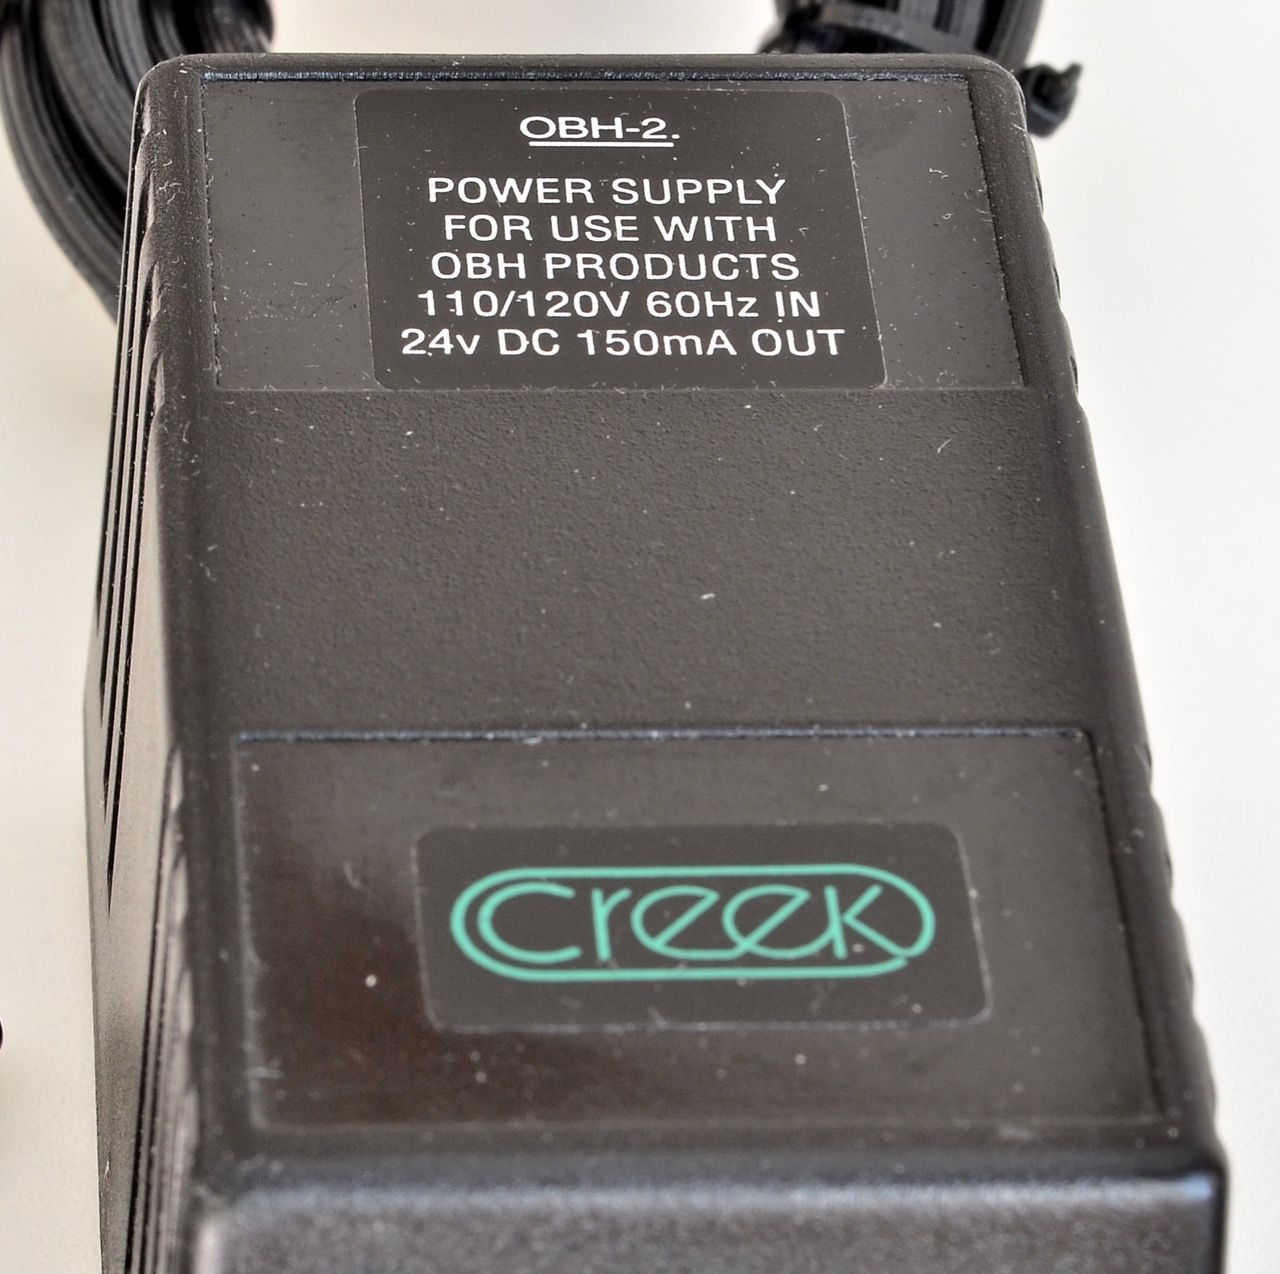 OBH-2.
POWER SUPPLY
FOR USE WITH
OBH PRODUCTS
110/120V 60Hz IN
24v DC 150mA OUT
Creek